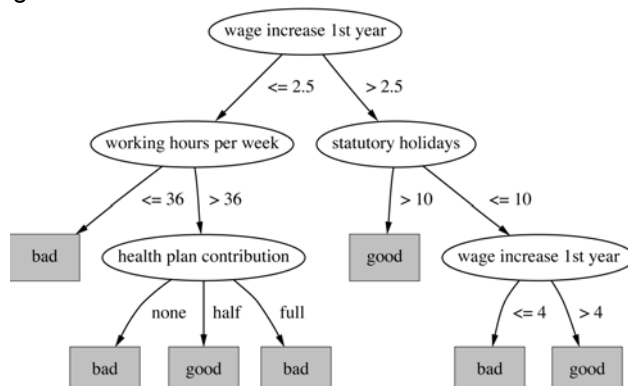 wage increase 1st year
<= 2.5
> 2.5
working hours per week
statutory holidays
<= 36
> 36
> 10
<= 10
bad
health plan contribution
good
wage increase 1st year
none
half
full
<= 4
> 4
bad
good
bad
bad
good